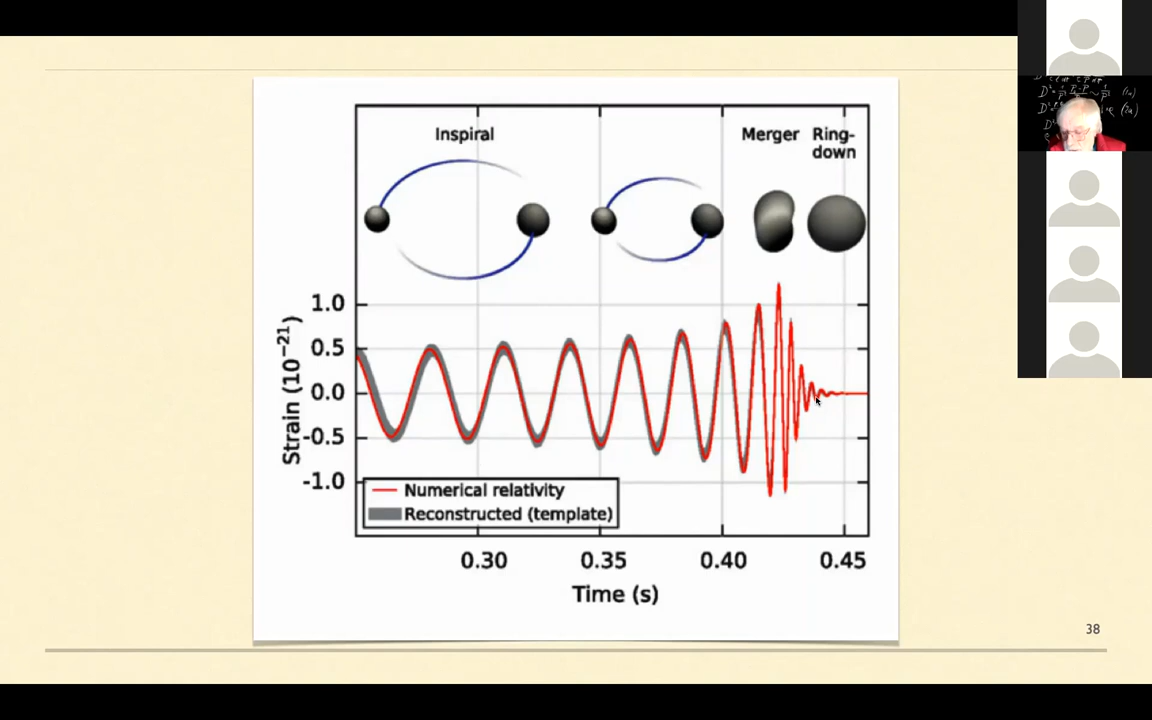 Inspiral
Merger
Ring-
down
1.0
0.5
0.0
-0.5
-1.0
Strain (10⁻²¹)
Numerical relativity
Reconstructed (template)
0.30
0.35
0.40
0.45
Time (s)
38